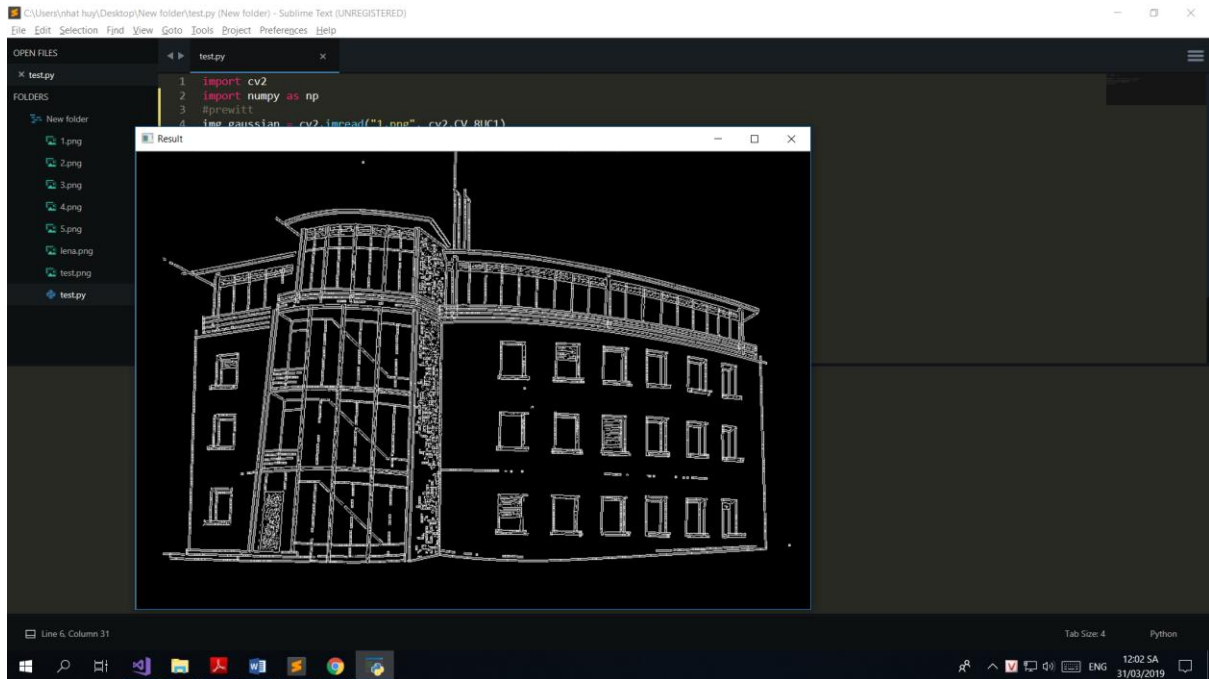 C:\Users\nhat huy\Desktop\New folder\test.py (New folder) - Sublime Text (UNREGISTERED)
File Edit Selection Find View Goto Tools Project Preferences Help
OPEN FILES
test.py
FOLDERS
New folder
1.png
2.png
3.png
4.png
5.png
lena.png
test.png
test.py
test.py
1 import cv2
2 import numpy as np
3 #prewitt
4 img_gaussian = cv2.imread("1.png", cv2.CV_8UC1)
Result
Line 6, Column 31
Tab Size: 4
Python
ENG
12:02 SA
31/03/2019